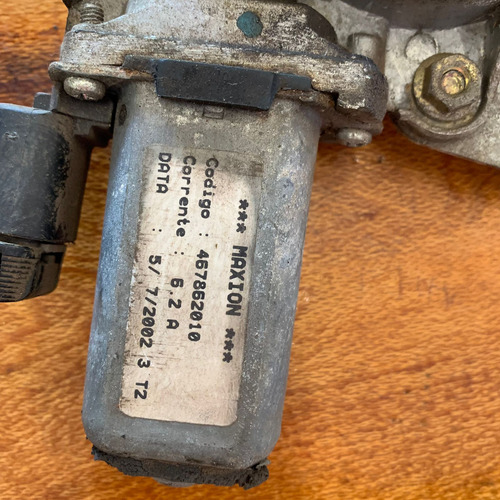 *** MAXION ***
Codigo : 467862010
Corrente : 6.2 A
DATA : 5/ 7/2002 3 T2